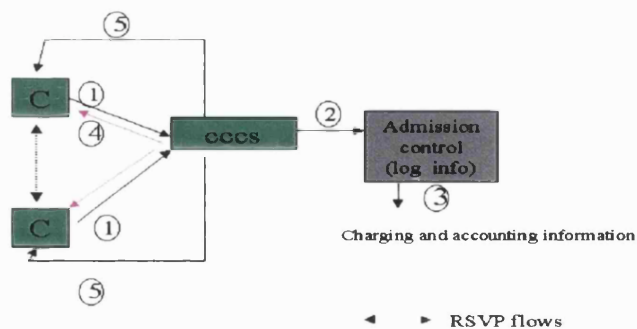 ⑤
C
①
④
②
cccs
Admission
control
(log info)
③
C
①
Charging and accounting information
⑤
RSVP flows